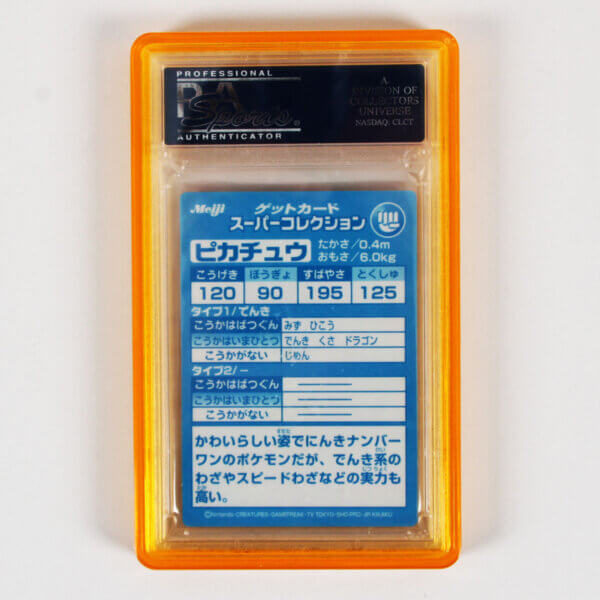 PROFESSIONAL
PSA
Sports®
AUTHENTICATOR
A
DIVISION OF
COLLECTORS
UNIVERSE
NASDAQ: CLCT
Meiji ゲットカード
スーパーコレクション
ピカチュウ たかさ/0.4m
おもさ/6.0kg
こうげき ぼうぎょ すばやさ とくしゅ
120 90 195 125
タイプ1/でんき
こうかはばつぐん みず ひこう
こうかはいまひとつ でんき くさ ドラゴン
こうかがない じめん
タイプ2/－
こうかはばつぐん
こうかはいまひとつ
こうかがない
かわいらしい姿でにんきナンバー
ワンのポケモンだが、でんき系の
わざやスピードわざなどの実力も
高い。
©Nintendo・CREATURES・GAMEFREAK・TV TOKYO・SHO-PRO・JR KIKAKU